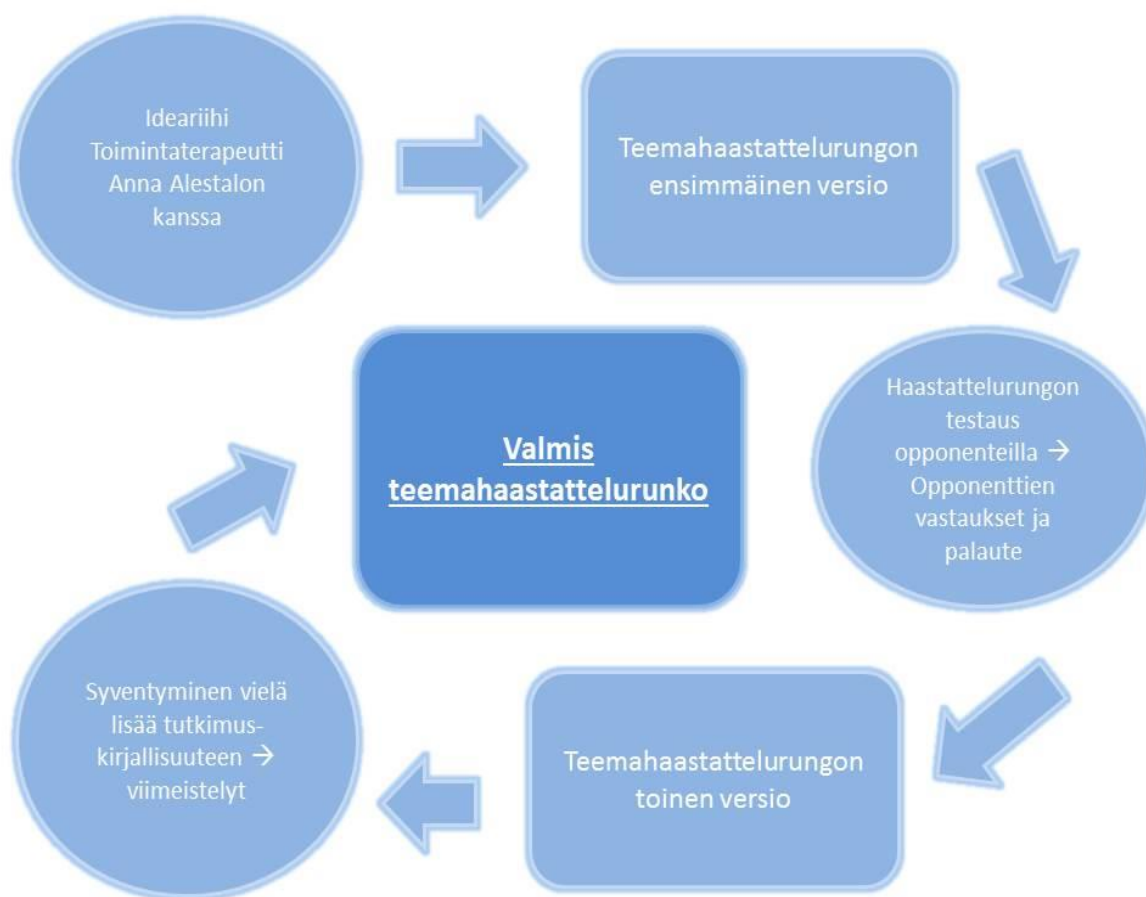 Ideariihi
Toimintaterapeutti
Anna Alestalon
kanssa
Teemahaastattelurungon
ensimmäinen versio
Haastattelurungon
testaus
opponenteilla →
Opponenttien
vastaukset ja
palaute
Teemahaastattelurungon
toinen versio
Syventyminen vielä
lisää tutkimus-
kirjallisuuteen →
viimeistelyt
Valmis
teemahaastattelurunko